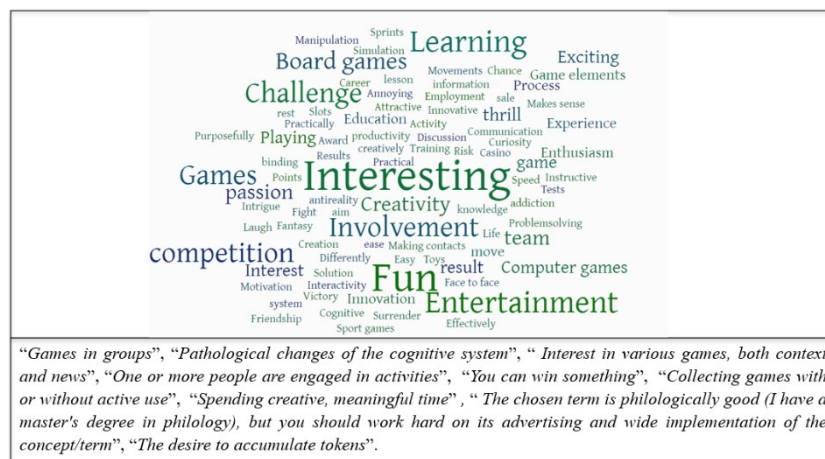 Sprints
Manipulation Learning
Simulation
Board games Exciting
Movements Chance Game elements
Career lesson information Process
Challenge Annoying Employment sale
Attractive Innovative thrill Makes sense
rest Slots Education Activity Experience
Practically Communication
Purposefully Playing Award productivity Discussion Curiosity
creatively Training Risk Casino Enthusiasm
binding Results Practical game
Games Points Interesting Speed Instructive
passion antireality Tests
Intrigue Creativity knowledge addiction
Fight aim
Laugh Fantasy Involvement Life Problemsolving
team
competition Creation ease Making contacts move
Differently Easy Toys
Interest Solution Fun result Computer games
Motivation Interactivity Face to face
system Victory Innovation Entertainment
Friendship Cognitive Surrender Effectively
Sport games
“Games in groups”, “Pathological changes of the cognitive system”, “ Interest in various games, both context
and news”, “One or more people are engaged in activities”, “You can win something”, “Collecting games with
or without active use”, “Spending creative, meaningful time” , “ The chosen term is philologically good (I have a
master's degree in philology), but you should work hard on its advertising and wide implementation of the
concept/term”, “The desire to accumulate tokens”.